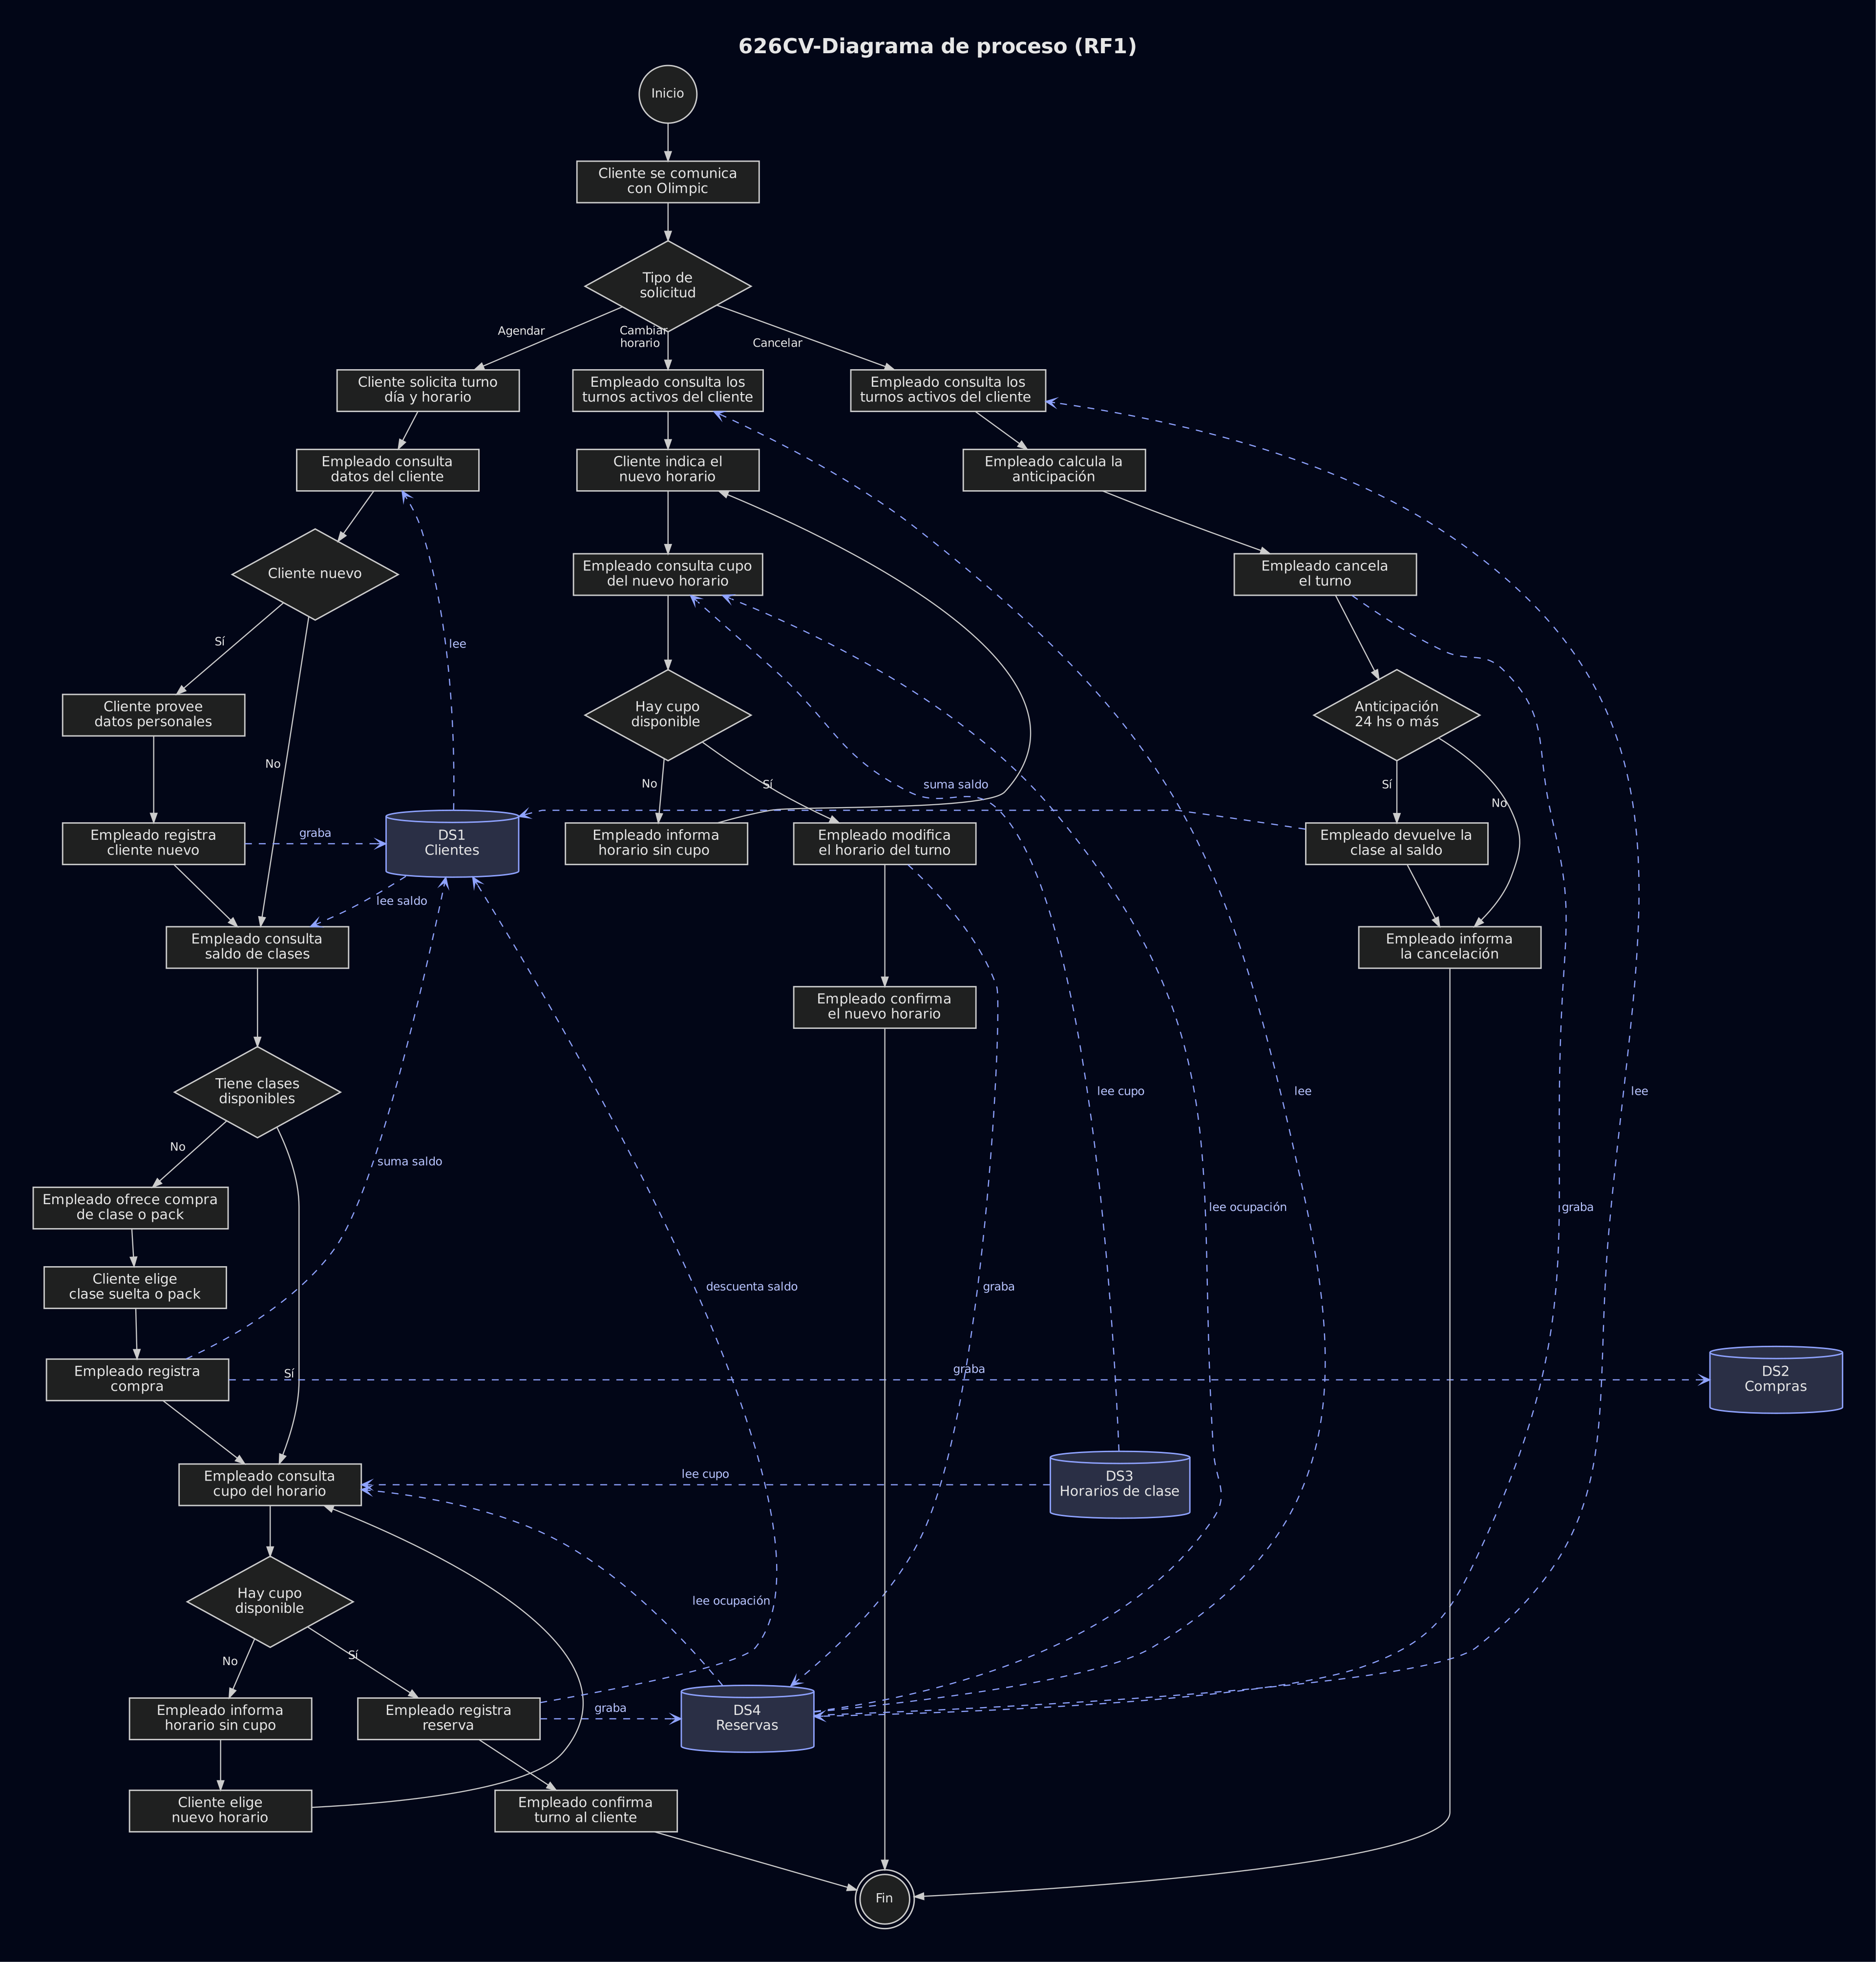 626CV-Diagrama de proceso (RF1)
Inicio
Cliente se comunica
con Olimpic
Tipo de
solicitud
Agendar
Cambiar
horario
Cancelar
Cliente solicita turno
día y horario
Empleado consulta los
turnos activos del cliente
Empleado consulta los
turnos activos del cliente
Empleado consulta
datos del cliente
Cliente indica el
nuevo horario
Empleado calcula la
anticipación
Cliente nuevo
Empleado consulta cupo
del nuevo horario
Empleado cancela
el turno
Sí
lee
Cliente provee
datos personales
Hay cupo
disponible
Anticipación
24 hs o más
No
No
Sí
suma saldo
Sí
No
Empleado registra
cliente nuevo
graba
DS1
Clientes
Empleado informa
horario sin cupo
Empleado modifica
el horario del turno
Empleado devuelve la
clase al saldo
lee saldo
Empleado consulta
saldo de clases
Empleado informa
la cancelación
Empleado confirma
el nuevo horario
Tiene clases
disponibles
lee cupo
lee
lee
No
suma saldo
Empleado ofrece compra
de clase o pack
lee ocupación
graba
Cliente elige
clase suelta o pack
descuenta saldo
graba
Empleado registra
compra
Sí
graba
DS2
Compras
Empleado consulta
cupo del horario
lee cupo
DS3
Horarios de clase
Hay cupo
disponible
lee ocupación
No
Sí
Empleado informa
horario sin cupo
Empleado registra
reserva
graba
DS4
Reservas
Cliente elige
nuevo horario
Empleado confirma
turno al cliente
Fin